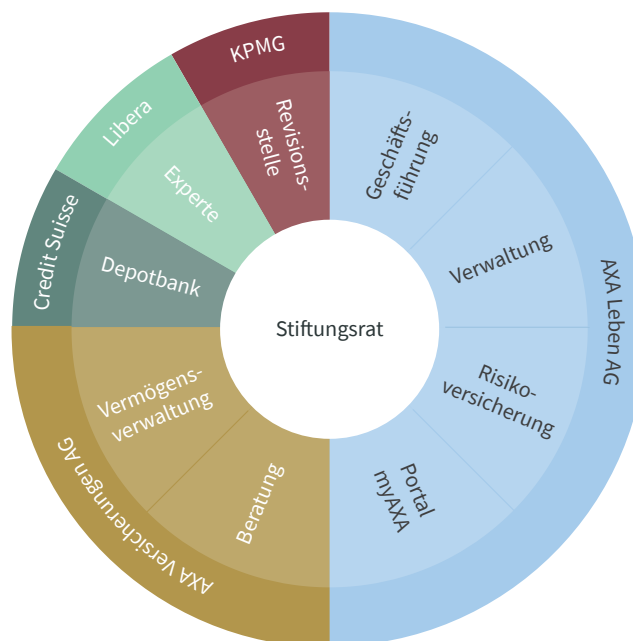 KPMG
Revisions-
stelle
Libera
Experte
Credit Suisse
Depotbank
AXA Versicherungen AG
Vermögens-
verwaltung
Beratung
Stiftungsrat
Geschäfts-
führung
Verwaltung
AXA Leben AG
Risiko-
versicherung
Portal
myAXA